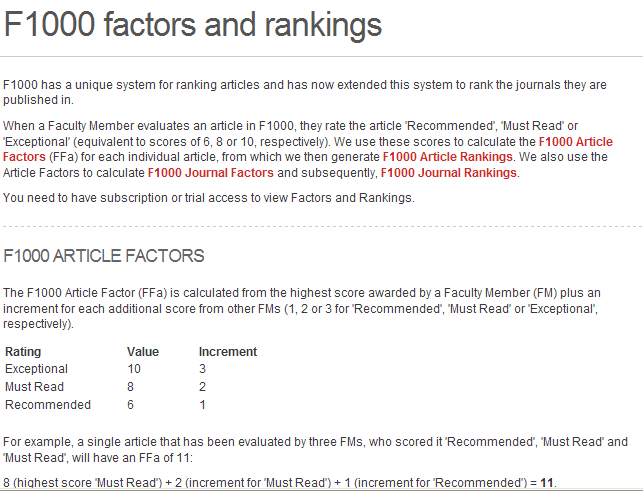 F1000 factors and rankings
F1000 has a unique system for ranking articles and has now extended this system to rank the journals they are
published in.
When a Faculty Member evaluates an article in F1000, they rate the article 'Recommended', 'Must Read' or
'Exceptional' (equivalent to scores of 6, 8 or 10, respectively). We use these scores to calculate the F1000 Article
Factors (FFa) for each individual article, from which we then generate F1000 Article Rankings. We also use the
Article Factors to calculate F1000 Journal Factors and subsequently, F1000 Journal Rankings.
You need to have subscription or trial access to view Factors and Rankings.
F1000 ARTICLE FACTORS
The F1000 Article Factor (FFa) is calculated from the highest score awarded by a Faculty Member (FM) plus an
increment for each additional score from other FMs (1, 2 or 3 for 'Recommended', 'Must Read' or 'Exceptional',
respectively).
Rating Value Increment
Exceptional 10 3
Must Read 8 2
Recommended 6 1
For example, a single article that has been evaluated by three FMs, who scored it 'Recommended', 'Must Read' and
'Must Read', will have an FFa of 11:
8 (highest score 'Must Read') + 2 (increment for 'Must Read') + 1 (increment for 'Recommended') = 11.